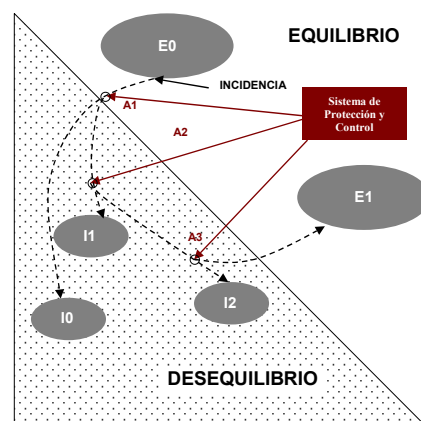 E0
EQUILIBRIO
INCIDENCIA
A1
Sistema de
Protección y
Control
A2
E1
A3
I1
I2
I0
DESEQUILIBRIO